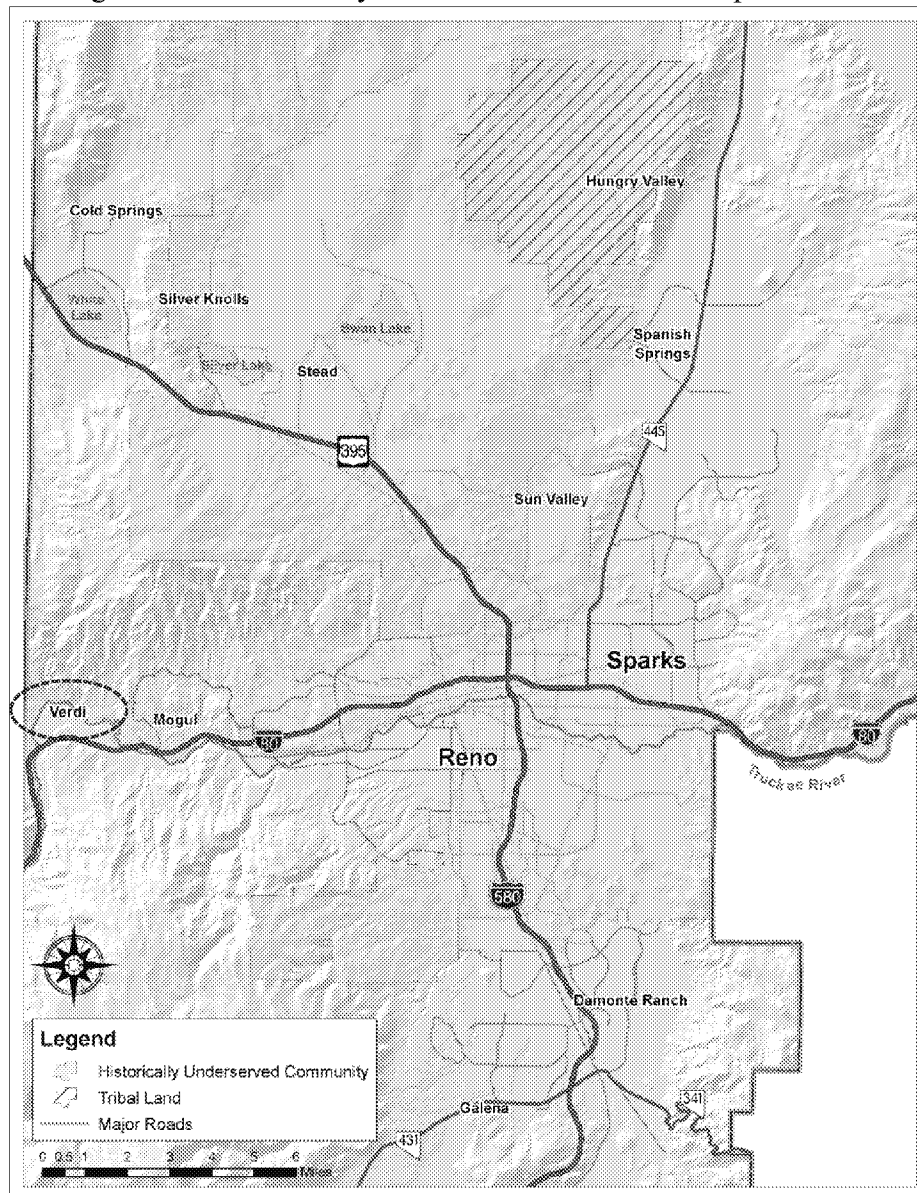 Hungry Valley
Cold Springs
White
Lake
Silver Knolls
Swan Lake
Silver Lake
Stead
Spanish
Springs
395
445
Sun Valley
Sparks
Verdi
Mogul
80
80
Reno
Truckee River
580
Damonte Ranch
Legend
Historically Underserved Community
Tribal Land
Major Roads
Galena
341
431
0 0.5 1 2 3 4 5 6
Miles